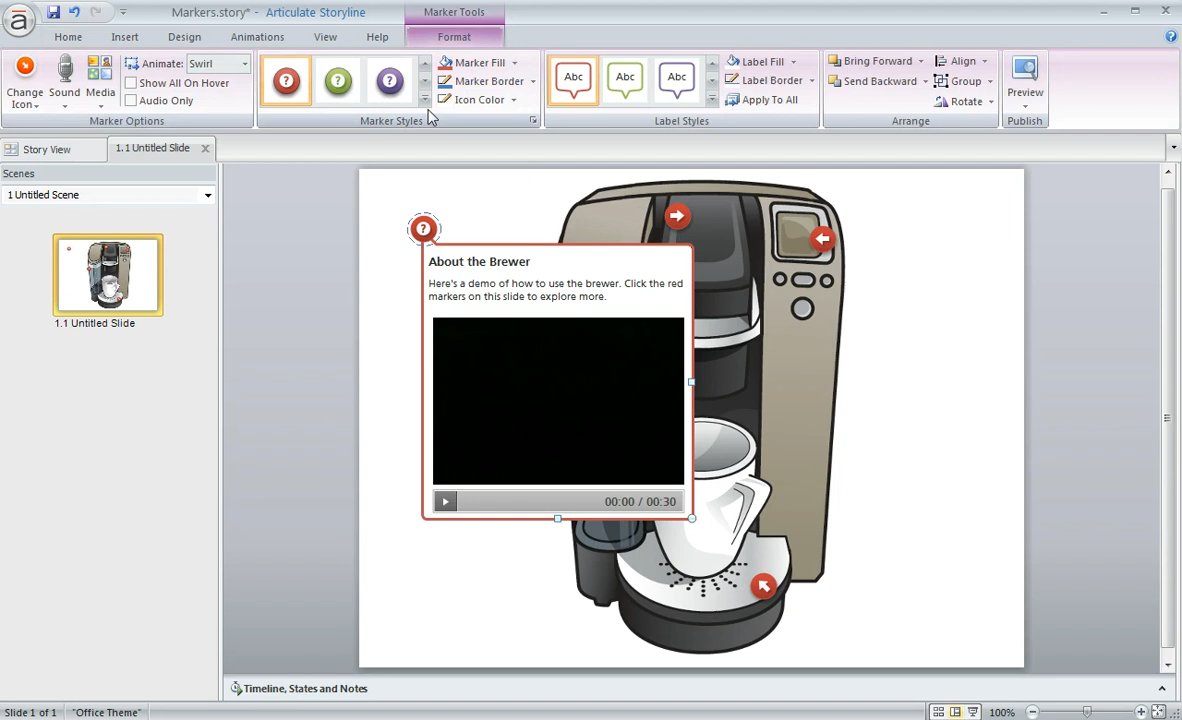 Markers.story* - Articulate Storyline
Marker Tools
Home
Insert
Design
Animations
View
Help
Format
Change
Icon
Sound
Media
Animate: Swirl
Show All On Hover
Audio Only
Marker Options
Marker Fill
Marker Border
Icon Color
Marker Styles
Abc
Abc
Abc
Label Fill
Label Border
Apply To All
Label Styles
Bring Forward
Send Backward
Align
Group
Rotate
Arrange
Preview
Publish
Story View
1.1 Untitled Slide
Scenes
1 Untitled Scene
1.1 Untitled Slide
?
About the Brewer
Here's a demo of how to use the brewer. Click the red
markers on this slide to explore more.
00:00 / 00:30
Timeline, States and Notes
Slide 1 of 1
"Office Theme"
100%